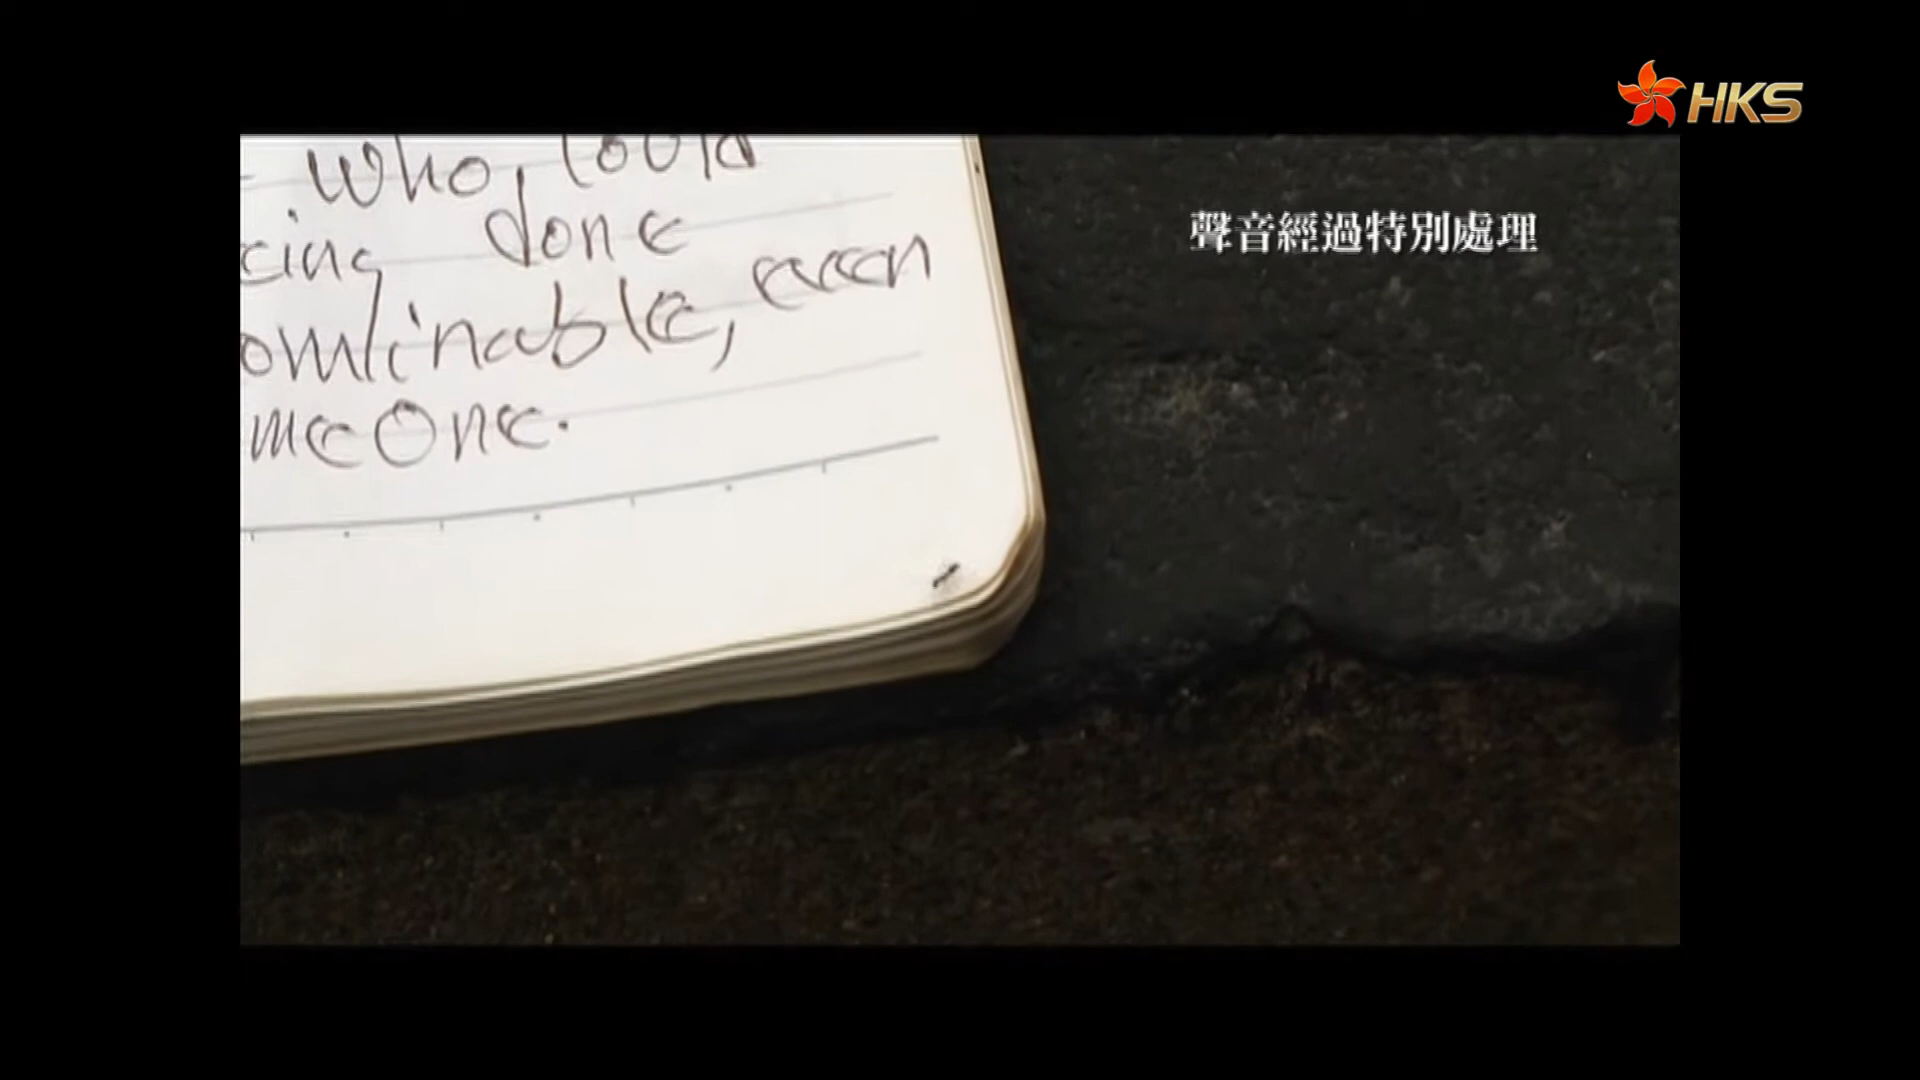 HKS
聲音經過特別處理
who, could
cing done
ominable, even
meone.